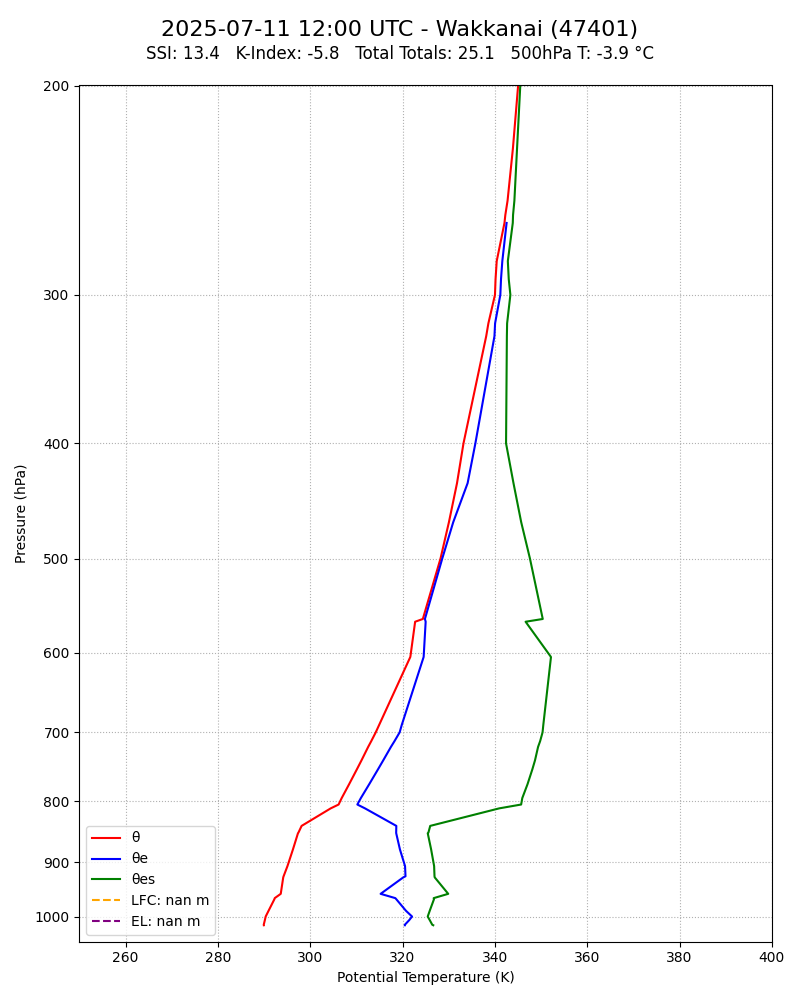 2025-07-11 12:00 UTC - Wakkanai (47401)
SSI: 13.4 K-Index: -5.8 Total Totals: 25.1 500hPa T: -3.9 °C
200
300
400
500
600
700
800
900
1000
Pressure (hPa)
θ
θe
θes
LFC: nan m
EL: nan m
260 280 300 320 340 360 380 400
Potential Temperature (K)